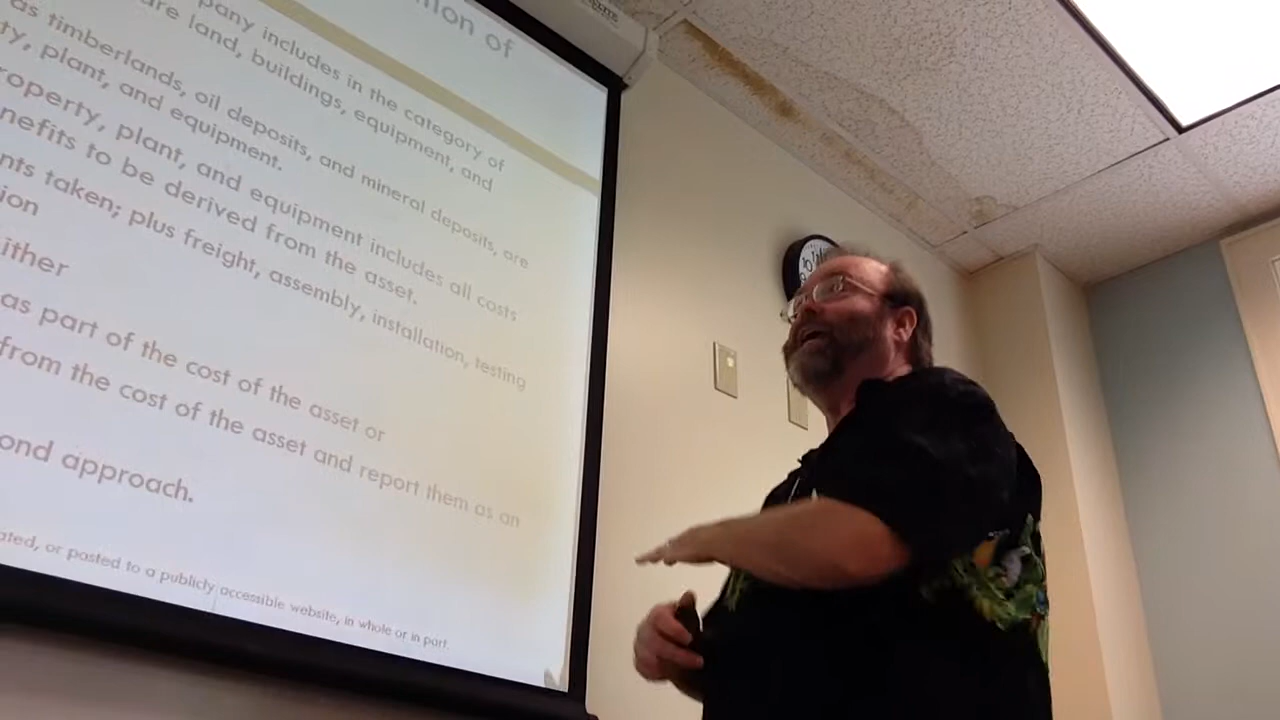 ion of
pany includes in the category of
are land, buildings, equipment, and
as timberlands, oil deposits, and mineral deposits, are
ty, plant, and equipment.
roperty, plant, and equipment includes all costs
nefits to be derived from the asset.
nts taken; plus freight, assembly, installation, testing
ion
ither
as part of the cost of the asset or
from the cost of the asset and report them as an
ond approach.
ated, or posted to a publicly accessible website, in whole or in part.